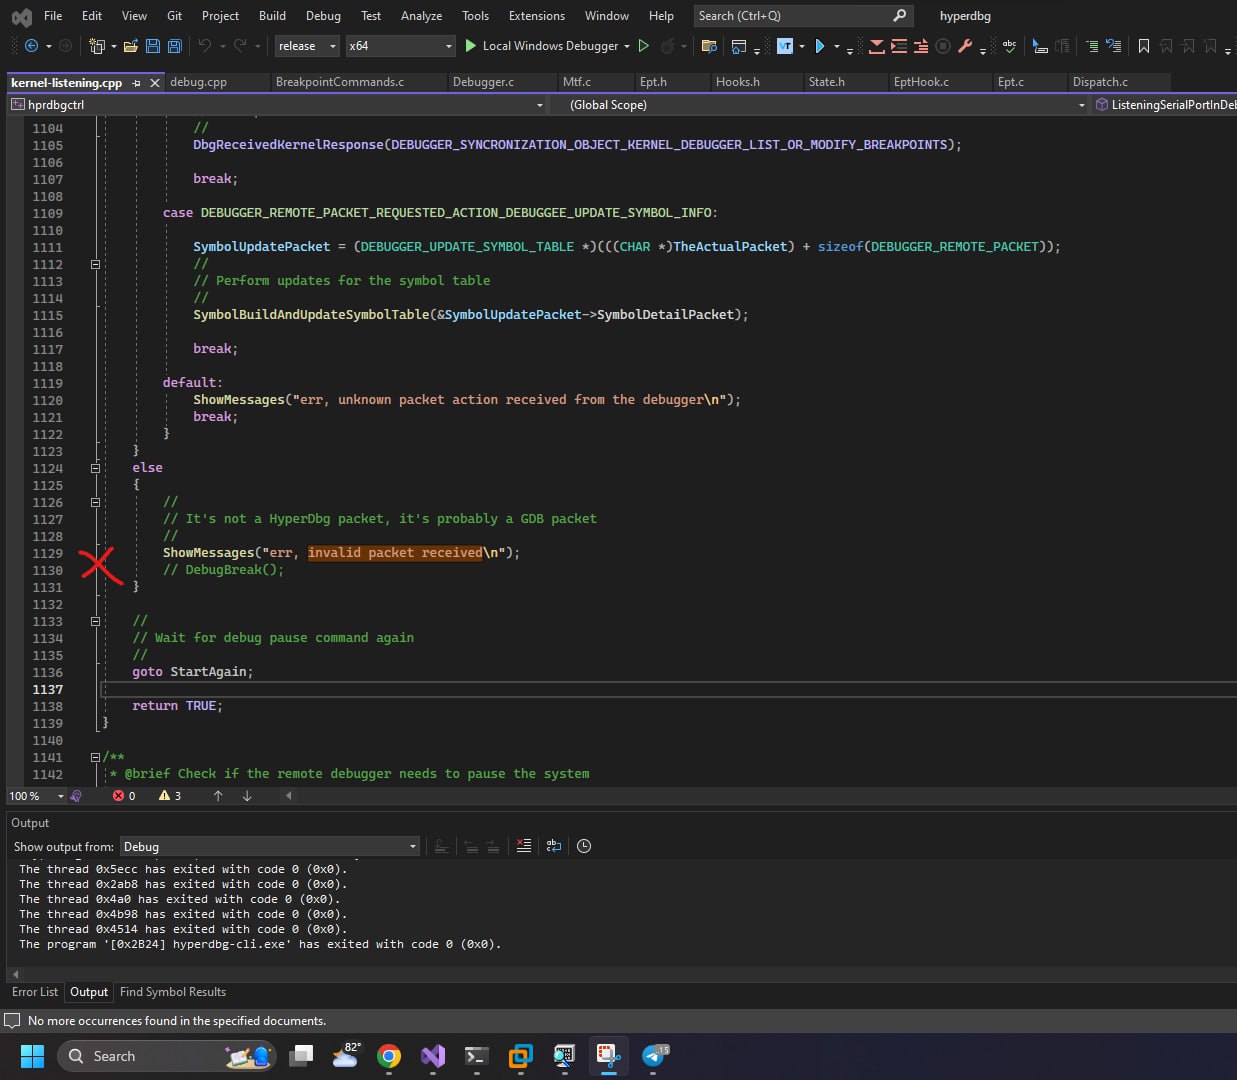 File Edit View Git Project Build Debug Test Analyze Tools Extensions Window Help Search (Ctrl+Q) hyperdbg
release x64 Local Windows Debugger VT abc
kernel-listening.cpp debug.cpp BreakpointCommands.c Debugger.c Mtf.c Ept.h Hooks.h State.h EptHook.c Ept.c Dispatch.c
hprdbgctrl (Global Scope) ListeningSerialPortInDeb
1104 //
1105 DbgReceivedKernelResponse(DEBUGGER_SYNCRONIZATION_OBJECT_KERNEL_DEBUGGER_LIST_OR_MODIFY_BREAKPOINTS);
1106
1107 break;
1108
1109 case DEBUGGER_REMOTE_PACKET_REQUESTED_ACTION_DEBUGGEE_UPDATE_SYMBOL_INFO:
1110
1111 SymbolUpdatePacket = (DEBUGGER_UPDATE_SYMBOL_TABLE *)(((CHAR *)TheActualPacket) + sizeof(DEBUGGER_REMOTE_PACKET));
1112 //
1113 // Perform updates for the symbol table
1114 //
1115 SymbolBuildAndUpdateSymbolTable(&SymbolUpdatePacket->SymbolDetailPacket);
1116
1117 break;
1118
1119 default:
1120 ShowMessages("err, unknown packet action received from the debugger\n");
1121 break;
1122 }
1123 }
1124 else
1125 {
1126 //
1127 // It's not a HyperDbg packet, it's probably a GDB packet
1128 //
1129 ShowMessages("err, invalid packet received\n");
1130 // DebugBreak();
1131 }
1132
1133 //
1134 // Wait for debug pause command again
1135 //
1136 goto StartAgain;
1137
1138 return TRUE;
1139 }
1140
1141 /**
1142 * @brief Check if the remote debugger needs to pause the system
100 % 0 3
Output
Show output from: Debug
The thread 0x5ecc has exited with code 0 (0x0).
The thread 0x2ab8 has exited with code 0 (0x0).
The thread 0x4a0 has exited with code 0 (0x0).
The thread 0x4b98 has exited with code 0 (0x0).
The thread 0x4514 has exited with code 0 (0x0).
The program '[0x2B24] hyperdbg-cli.exe' has exited with code 0 (0x0).
Error List Output Find Symbol Results
No more occurrences found in the specified documents.
Search 82° 15